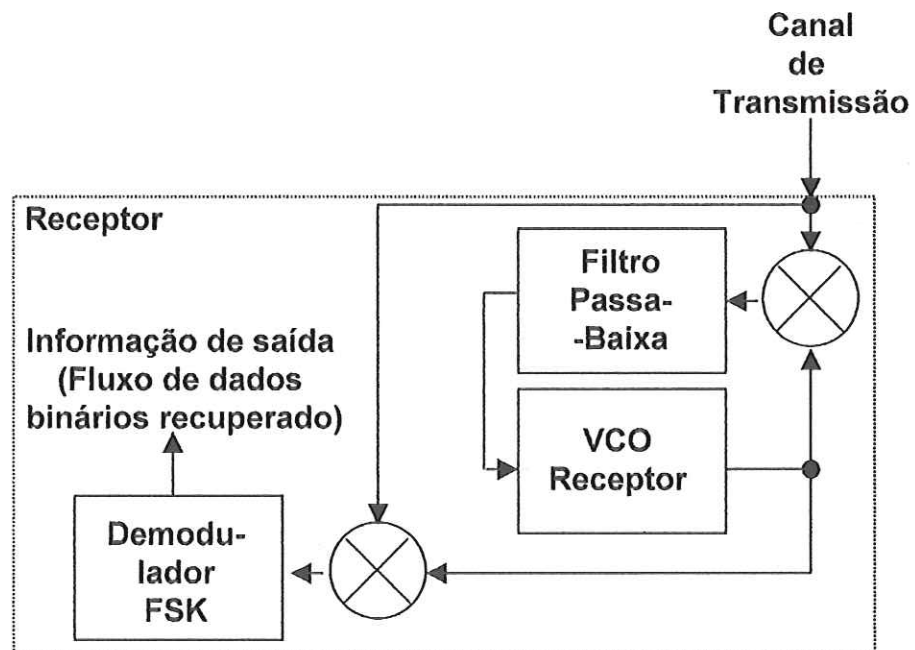 Canal
de
Transmissão
Receptor
Filtro
Passa-
-Baixa
Informação de saída
(Fluxo de dados
binários recuperado)
VCO
Receptor
Demodu-
lador
FSK